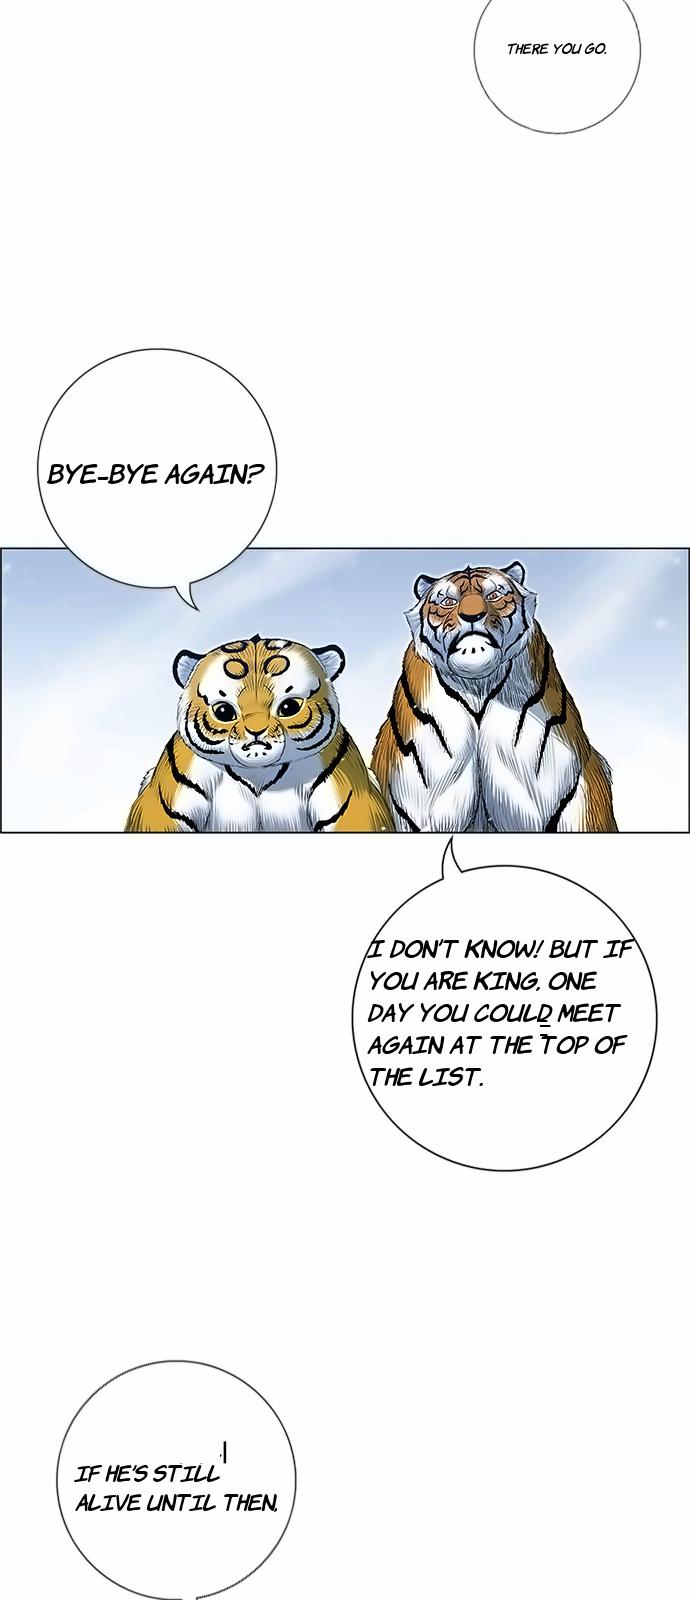 THERE YOU GO.
BYE-BYE AGAIN?
I DON'T KNOW! BUT IF
YOU ARE KING, ONE
DAY YOU COULD MEET
AGAIN AT THE TOP OF
THE LIST.
IF HE'S STILL
ALIVE UNTIL THEN,